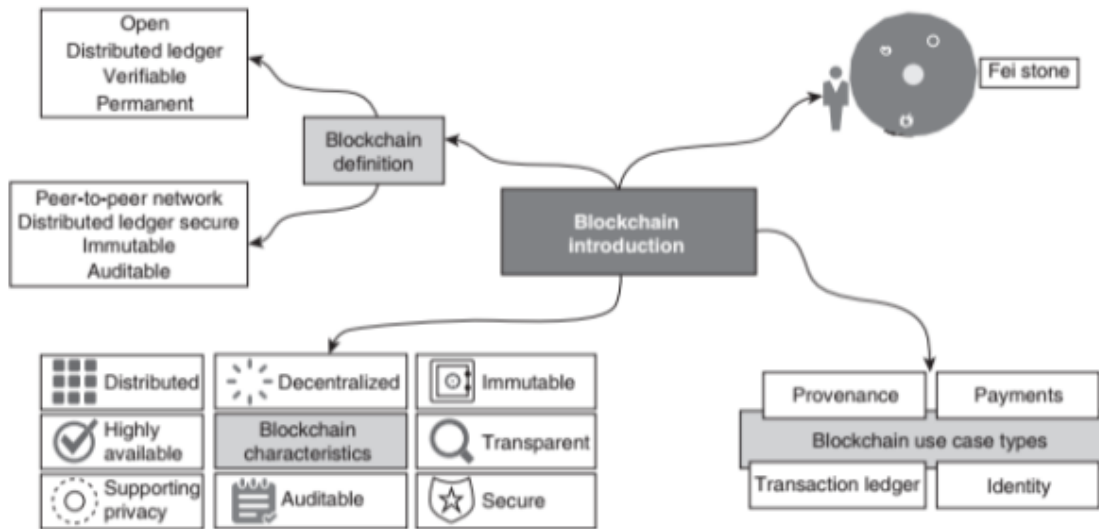 Open
Distributed ledger
Verifiable
Permanent
Fei stone
Blockchain
definition
Peer-to-peer network
Distributed ledger secure
Immutable
Auditable
Blockchain
introduction
Distributed
Decentralized
Immutable
Highly
available
Blockchain
characteristics
Transparent
Supporting
privacy
Auditable
Secure
Provenance
Payments
Blockchain use case types
Transaction ledger
Identity